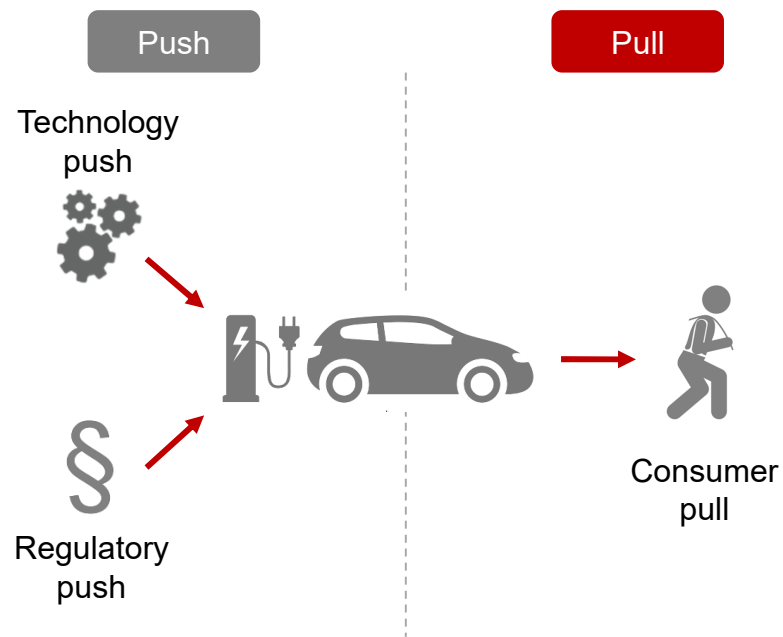 Push
Pull
Technology
push
§
Regulatory
push
Consumer
pull